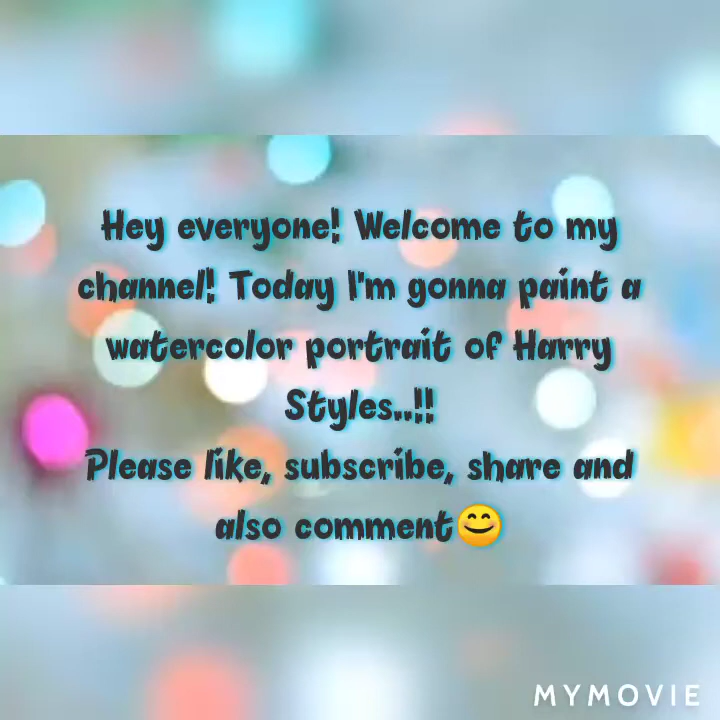 Hey everyone! Welcome to my
channel! Today I'm gonna paint a
watercolor portrait of Harry
Styles..!!
Please like, subscribe, share and
also comment😊
MYMOVIE